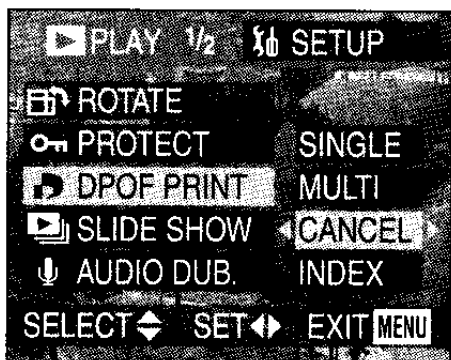 PLAY 1/2 SETUP
ROTATE
PROTECT SINGLE
DPOF PRINT MULTI
SLIDE SHOW CANCEL
AUDIO DUB. INDEX
SELECT SET EXIT MENU